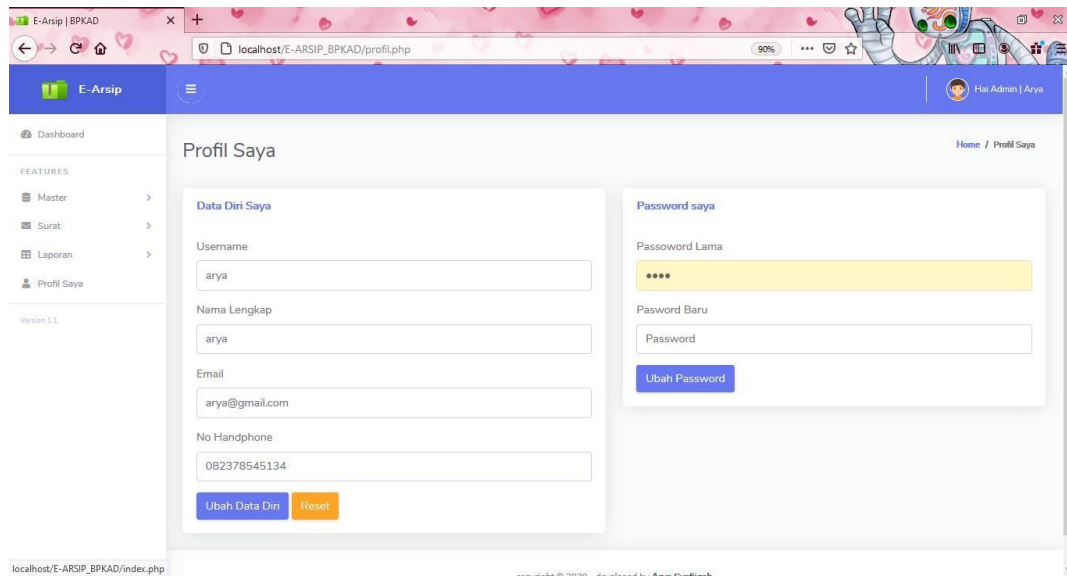 E-Arsip | BPKAD
localhost/E-ARSIP_BPKAD/profil.php
90%
E-Arsip
Hai Admin | Arya
Dashboard
FEATURES
Master
Surat
Laporan
Profil Saya
Version 1.1
Profil Saya
Home / Profil Saya
Data Diri Saya
Username
arya
Nama Lengkap
arya
Email
arya@gmail.com
No Handphone
082378545134
Ubah Data Diri
Reset
Password saya
Passoword Lama
Pasword Baru
Password
Ubah Password
localhost/E-ARSIP_BPKAD/index.php